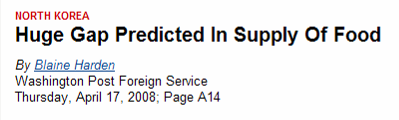 NORTH KOREA
Huge Gap Predicted In Supply Of Food
By Blaine Harden
Washington Post Foreign Service
Thursday, April 17, 2008; Page A14